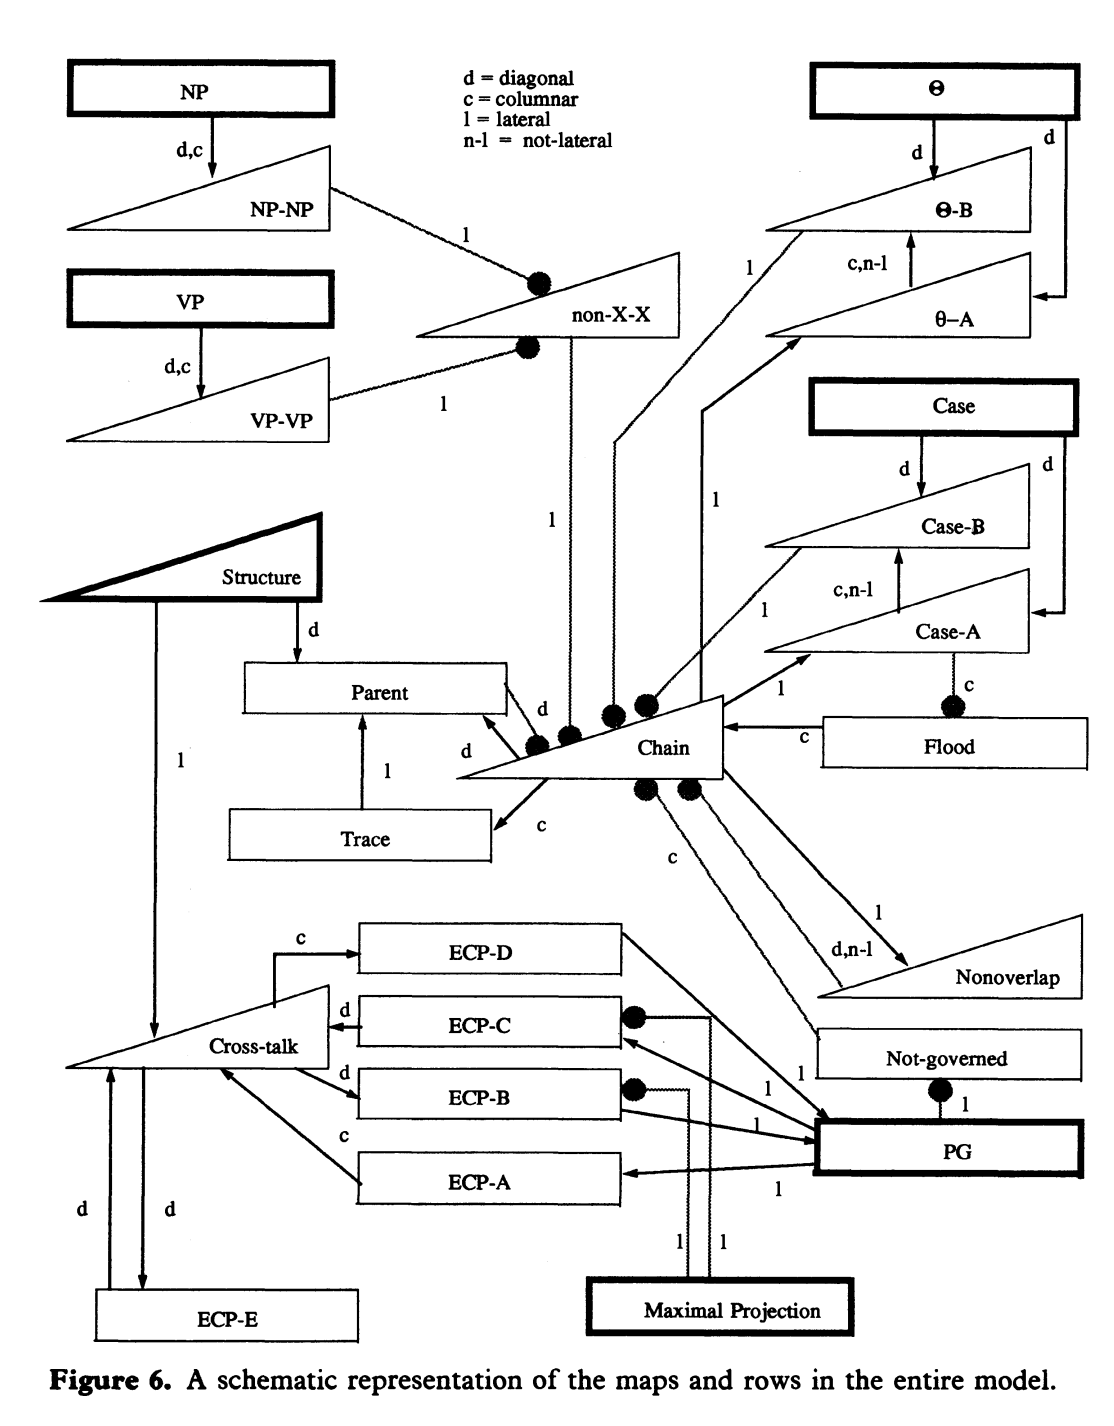 NP
d = diagonal
c = columnar
l = lateral
n-l = not-lateral
Θ
d,c
d
d
NP-NP
Θ-B
l
l
c,n-l
VP
non-X-X
θ–A
d,c
l
VP-VP
Case
d
d
l
l
Case-B
Structure
c,n-l
l
d
Case-A
Parent
d
l
c
d
Chain
c
Flood
l
l
Trace
c
c
l
c
ECP-D
d,n-l
Nonoverlap
d
ECP-C
Cross-talk
Not-governed
d
ECP-B
l
l
l
l
c
PG
ECP-A
l
d
d
l
l
ECP-E
Maximal Projection
Figure 6. A schematic representation of the maps and rows in the entire model.